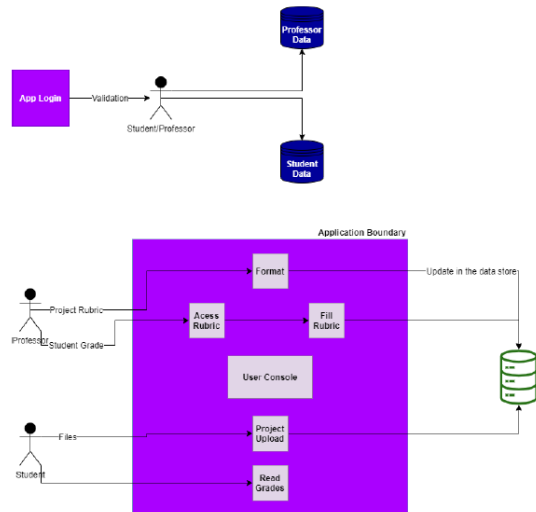 Professor
Data
App Login
Validation
Student/Professor
Student
Data
Application Boundary
Format
Update in the data store
Project Rubric
Acess
Rubric
Fill
Rubric
Professor
Student Grade
User Console
Files
Project
Upload
Student
Read
Grades